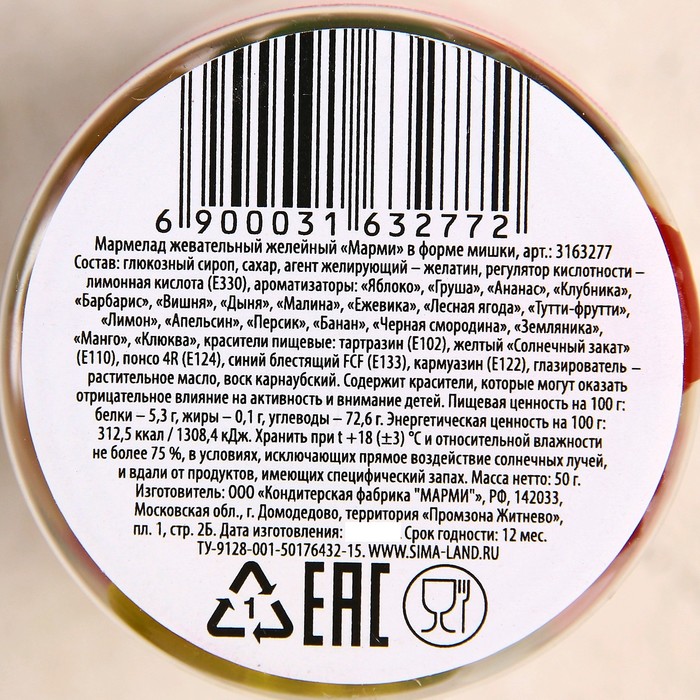 6 900031 632772
Мармелад жевательный желейный «Марми» в форме мишки, арт.: 3163277
Состав: глюкозный сироп, сахар, агент желирующий – желатин, регулятор кислотности –
лимонная кислота (Е330), ароматизаторы: «Яблоко», «Груша», «Ананас», «Клубника»,
«Барбарис», «Вишня», «Дыня», «Малина», «Ежевика», «Лесная ягода», «Тутти-фрутти»,
«Лимон», «Апельсин», «Персик», «Банан», «Черная смородина», «Земляника»,
«Манго», «Клюква», красители пищевые: тартразин (Е102), желтый «Солнечный закат»
(Е110), понсо 4R (Е124), синий блестящий FCF (Е133), кармуазин (Е122), глазирователь –
растительное масло, воск карнаубский. Содержит красители, которые могут оказать
отрицательное влияние на активность и внимание детей. Пищевая ценность на 100 г:
белки – 5,3 г, жиры – 0,1 г, углеводы – 72,6 г. Энергетическая ценность на 100 г:
312,5 ккал / 1308,4 кДж. Хранить при t +18 (±3) °С и относительной влажности
не более 75 %, в условиях, исключающих прямое воздействие солнечных лучей,
и вдали от продуктов, имеющих специфический запах. Масса нетто: 50 г.
Изготовитель: ООО «Кондитерская фабрика "МАРМИ"», РФ, 142033,
Московская обл., г. Домодедово, территория «Промзона Житнево»,
пл. 1, стр. 2Б. Дата изготовления: Срок годности: 12 мес.
ТУ-9128-001-50176432-15. WWW.SIMA-LAND.RU
1 EAC